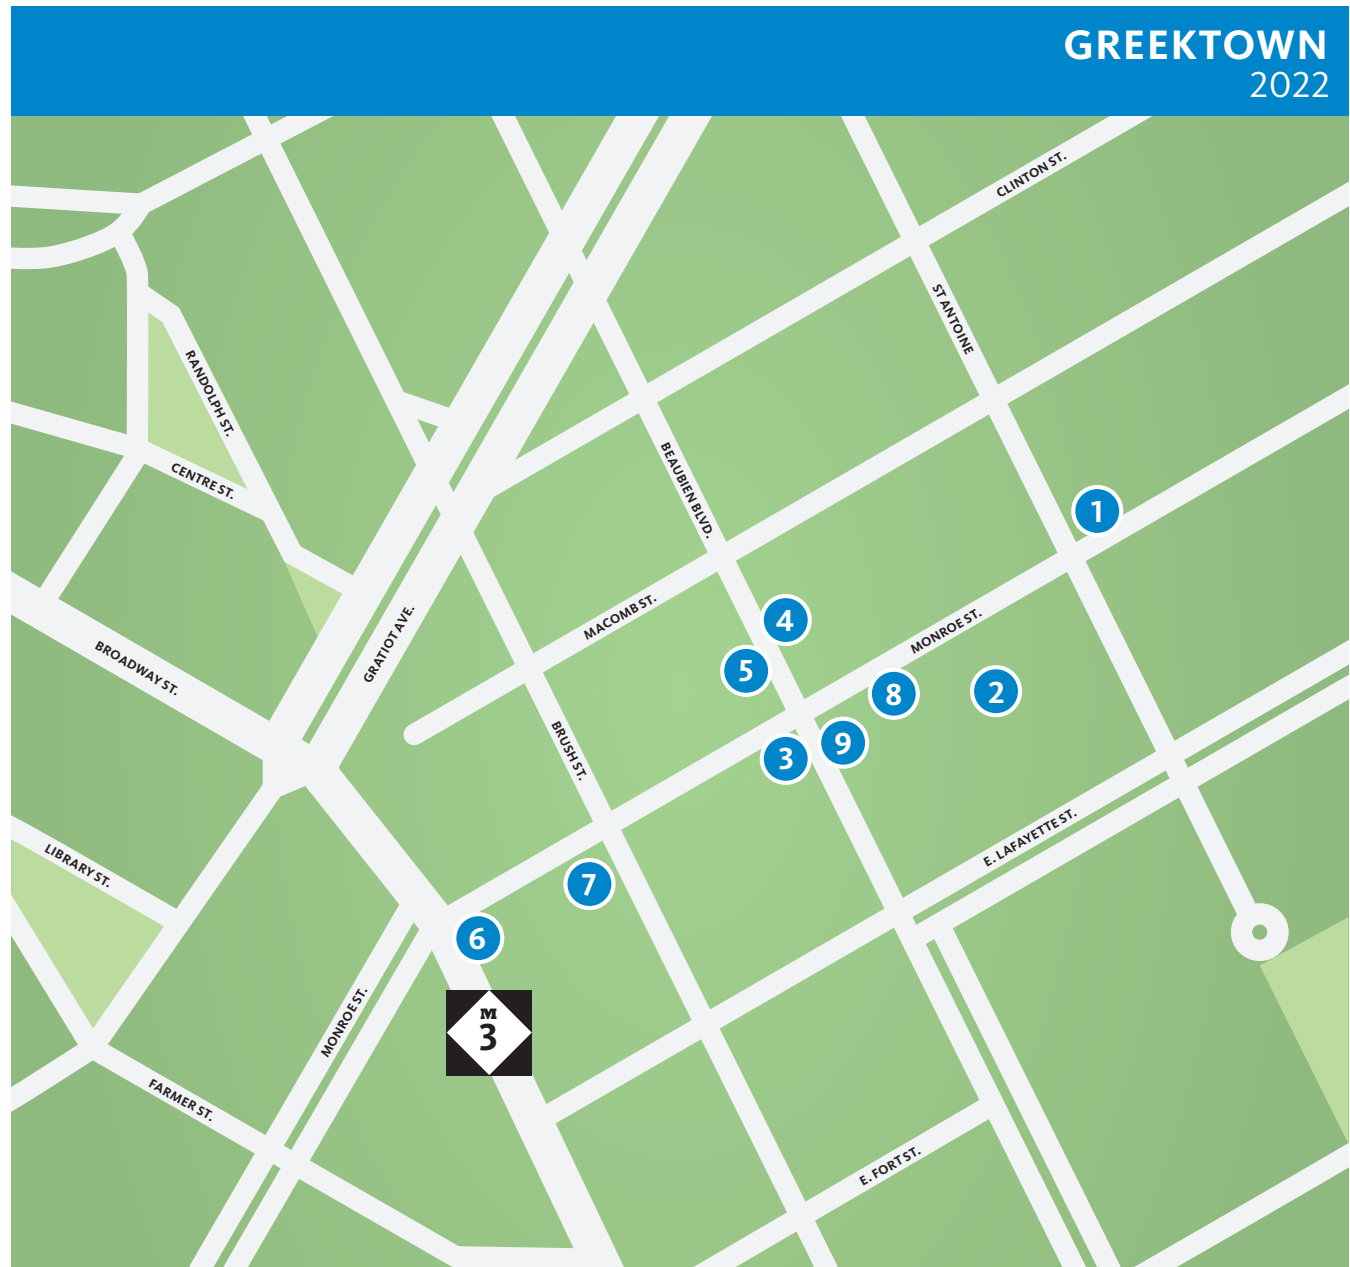 GREEKTOWN
2022
CLINTON ST.
ST ANTOINE
RANDOLPH ST.
BEAUBIEN BLVD.
CENTRE ST.
1
MACOMB ST.
4
MONROE ST.
GRATIOT AVE.
BROADWAY ST.
5
8
2
BRUSH ST.
9
3
E. LAFAYETTE ST.
LIBRARY ST.
7
6
MONROE ST.
M
3
FARMER ST.
E. FORT ST.